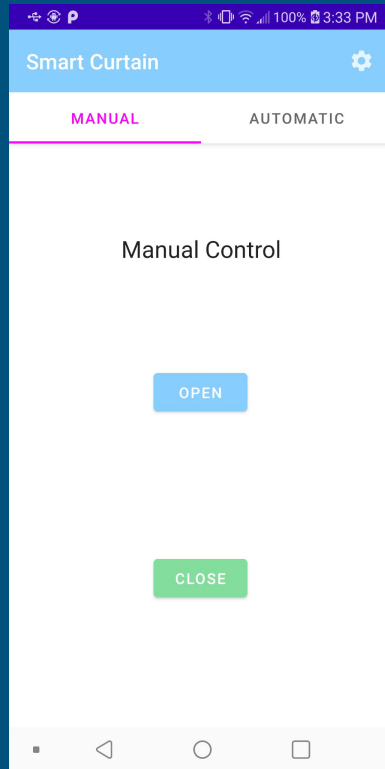 100% 3:33 PM
Smart Curtain
MANUAL AUTOMATIC
Manual Control
OPEN
CLOSE